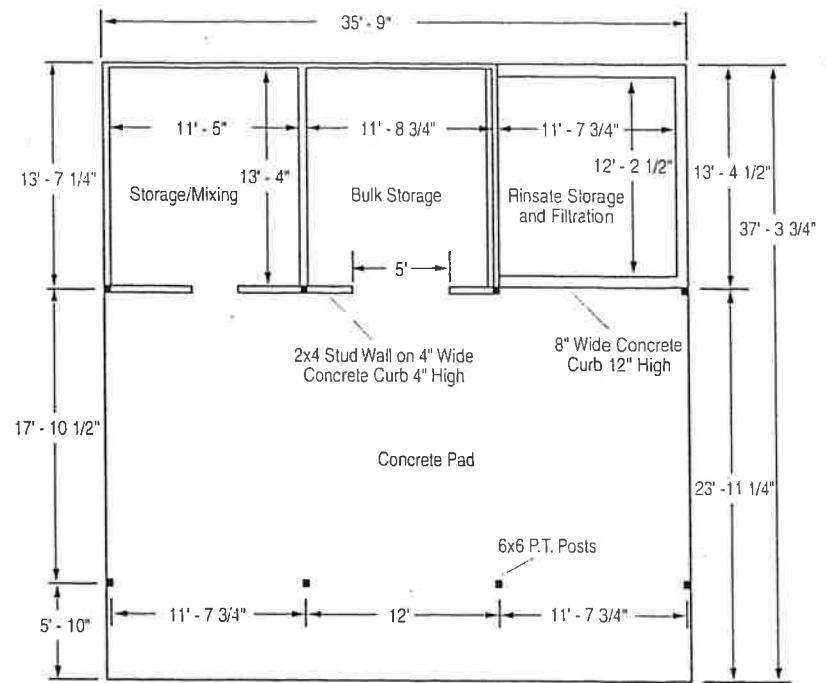 35' - 9"
11' - 5"
11' - 8 3/4"
11' - 7 3/4"
13' - 7 1/4"
13' - 4"
12' - 2 1/2"
13' - 4 1/2"
Storage/Mixing
Bulk Storage
Rinsate Storage
and Filtration
37' - 3 3/4"
5'
2x4 Stud Wall on 4" Wide
Concrete Curb 4" High
8" Wide Concrete
Curb 12" High
17' - 10 1/2"
Concrete Pad
23' -11 1/4"
6x6 P.T. Posts
5' - 10"
11' - 7 3/4"
12'
11' - 7 3/4"